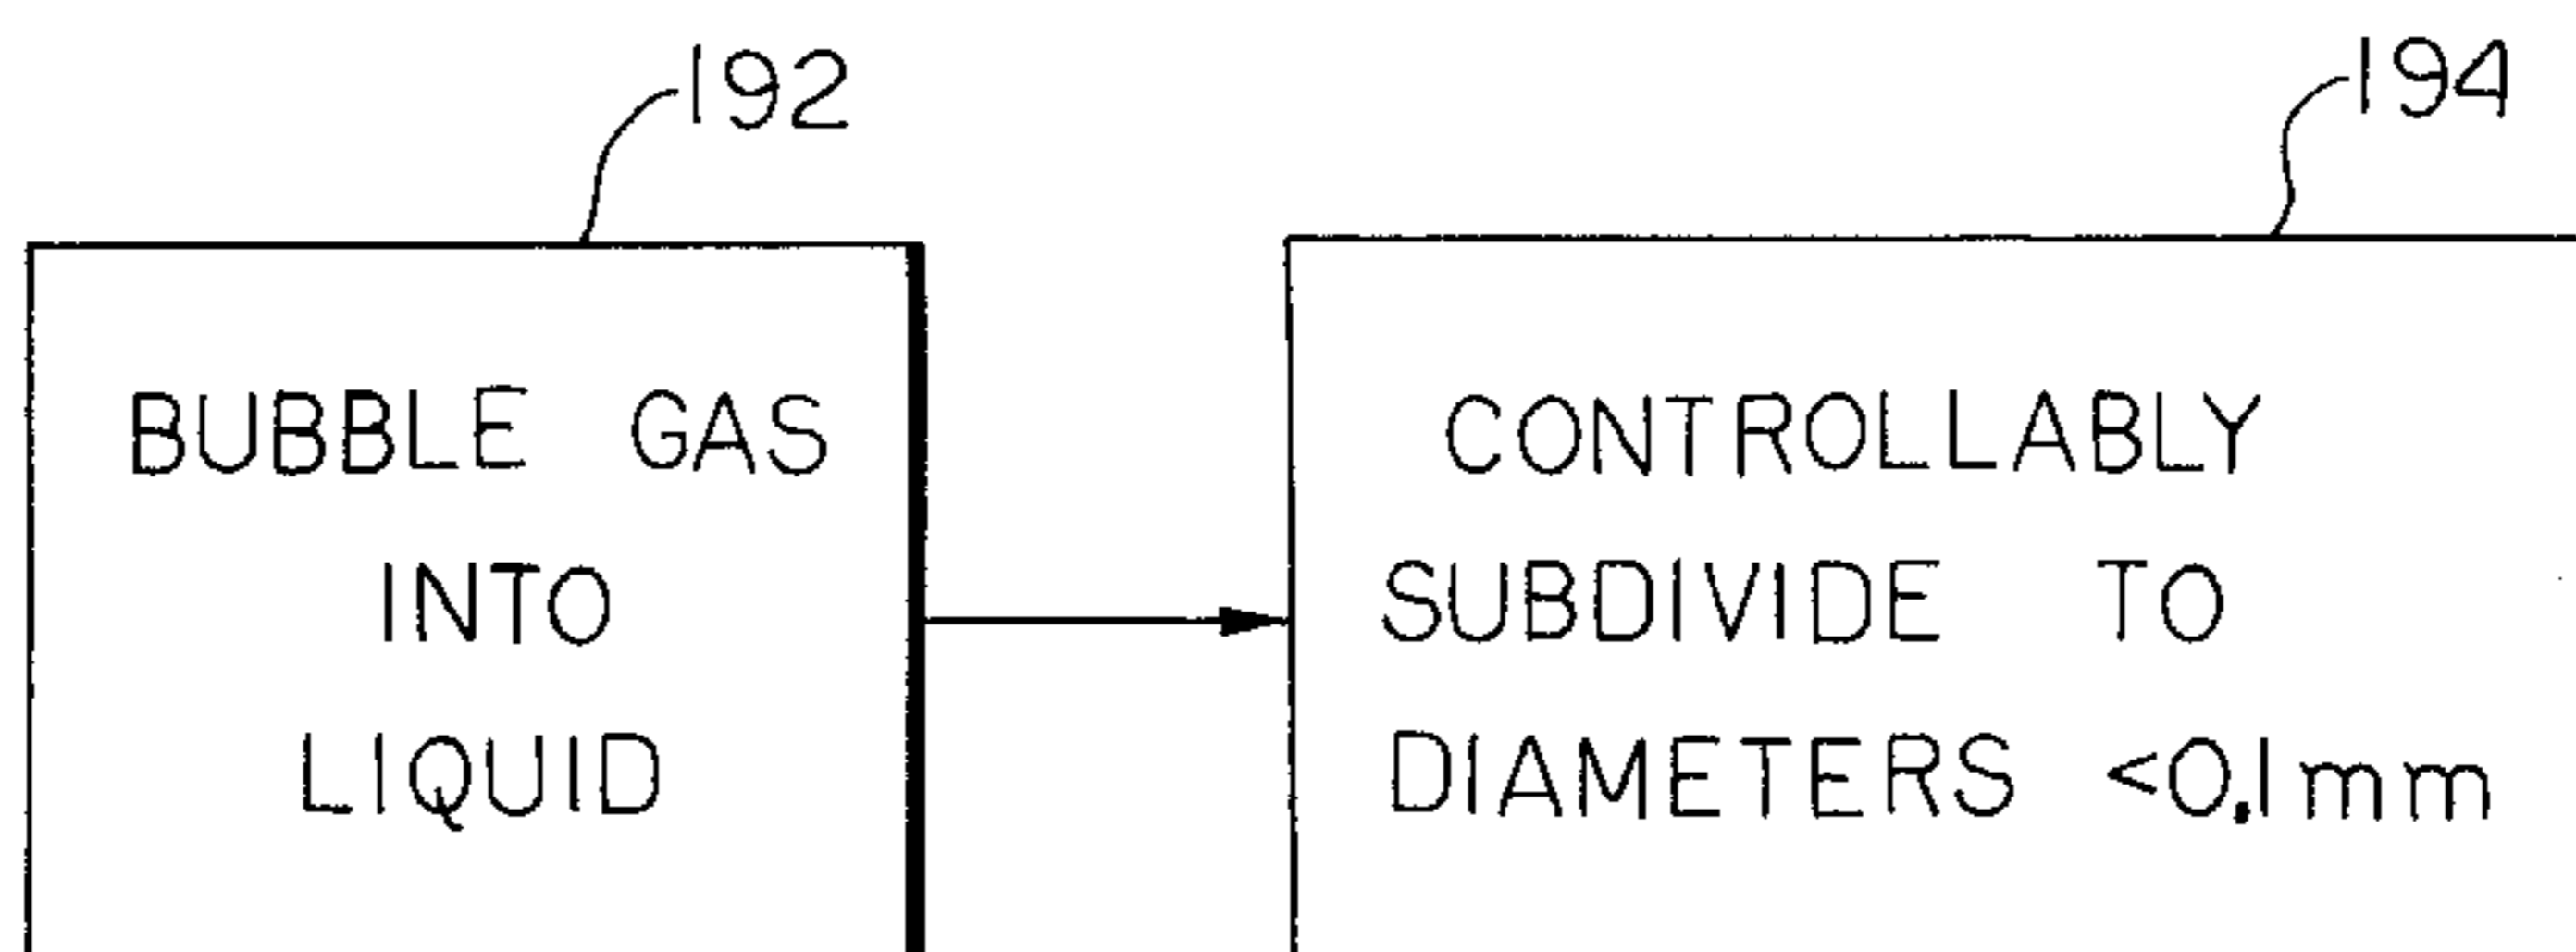 192
194
BUBBLE GAS
INTO
LIQUID
CONTROLLABLY
SUBDIVIDE TO
DIAMETERS <0.1mm